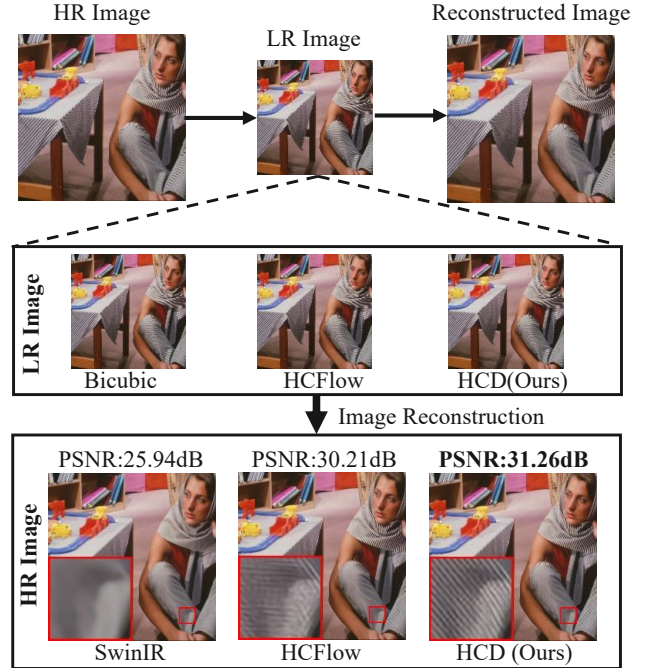 HR Image
LR Image
Reconstructed Image
LR Image
Bicubic
HCFlow
HCD(Ours)
Image Reconstruction
HR Image
PSNR:25.94dB
PSNR:30.21dB
PSNR:31.26dB
SwinIR
HCFlow
HCD (Ours)